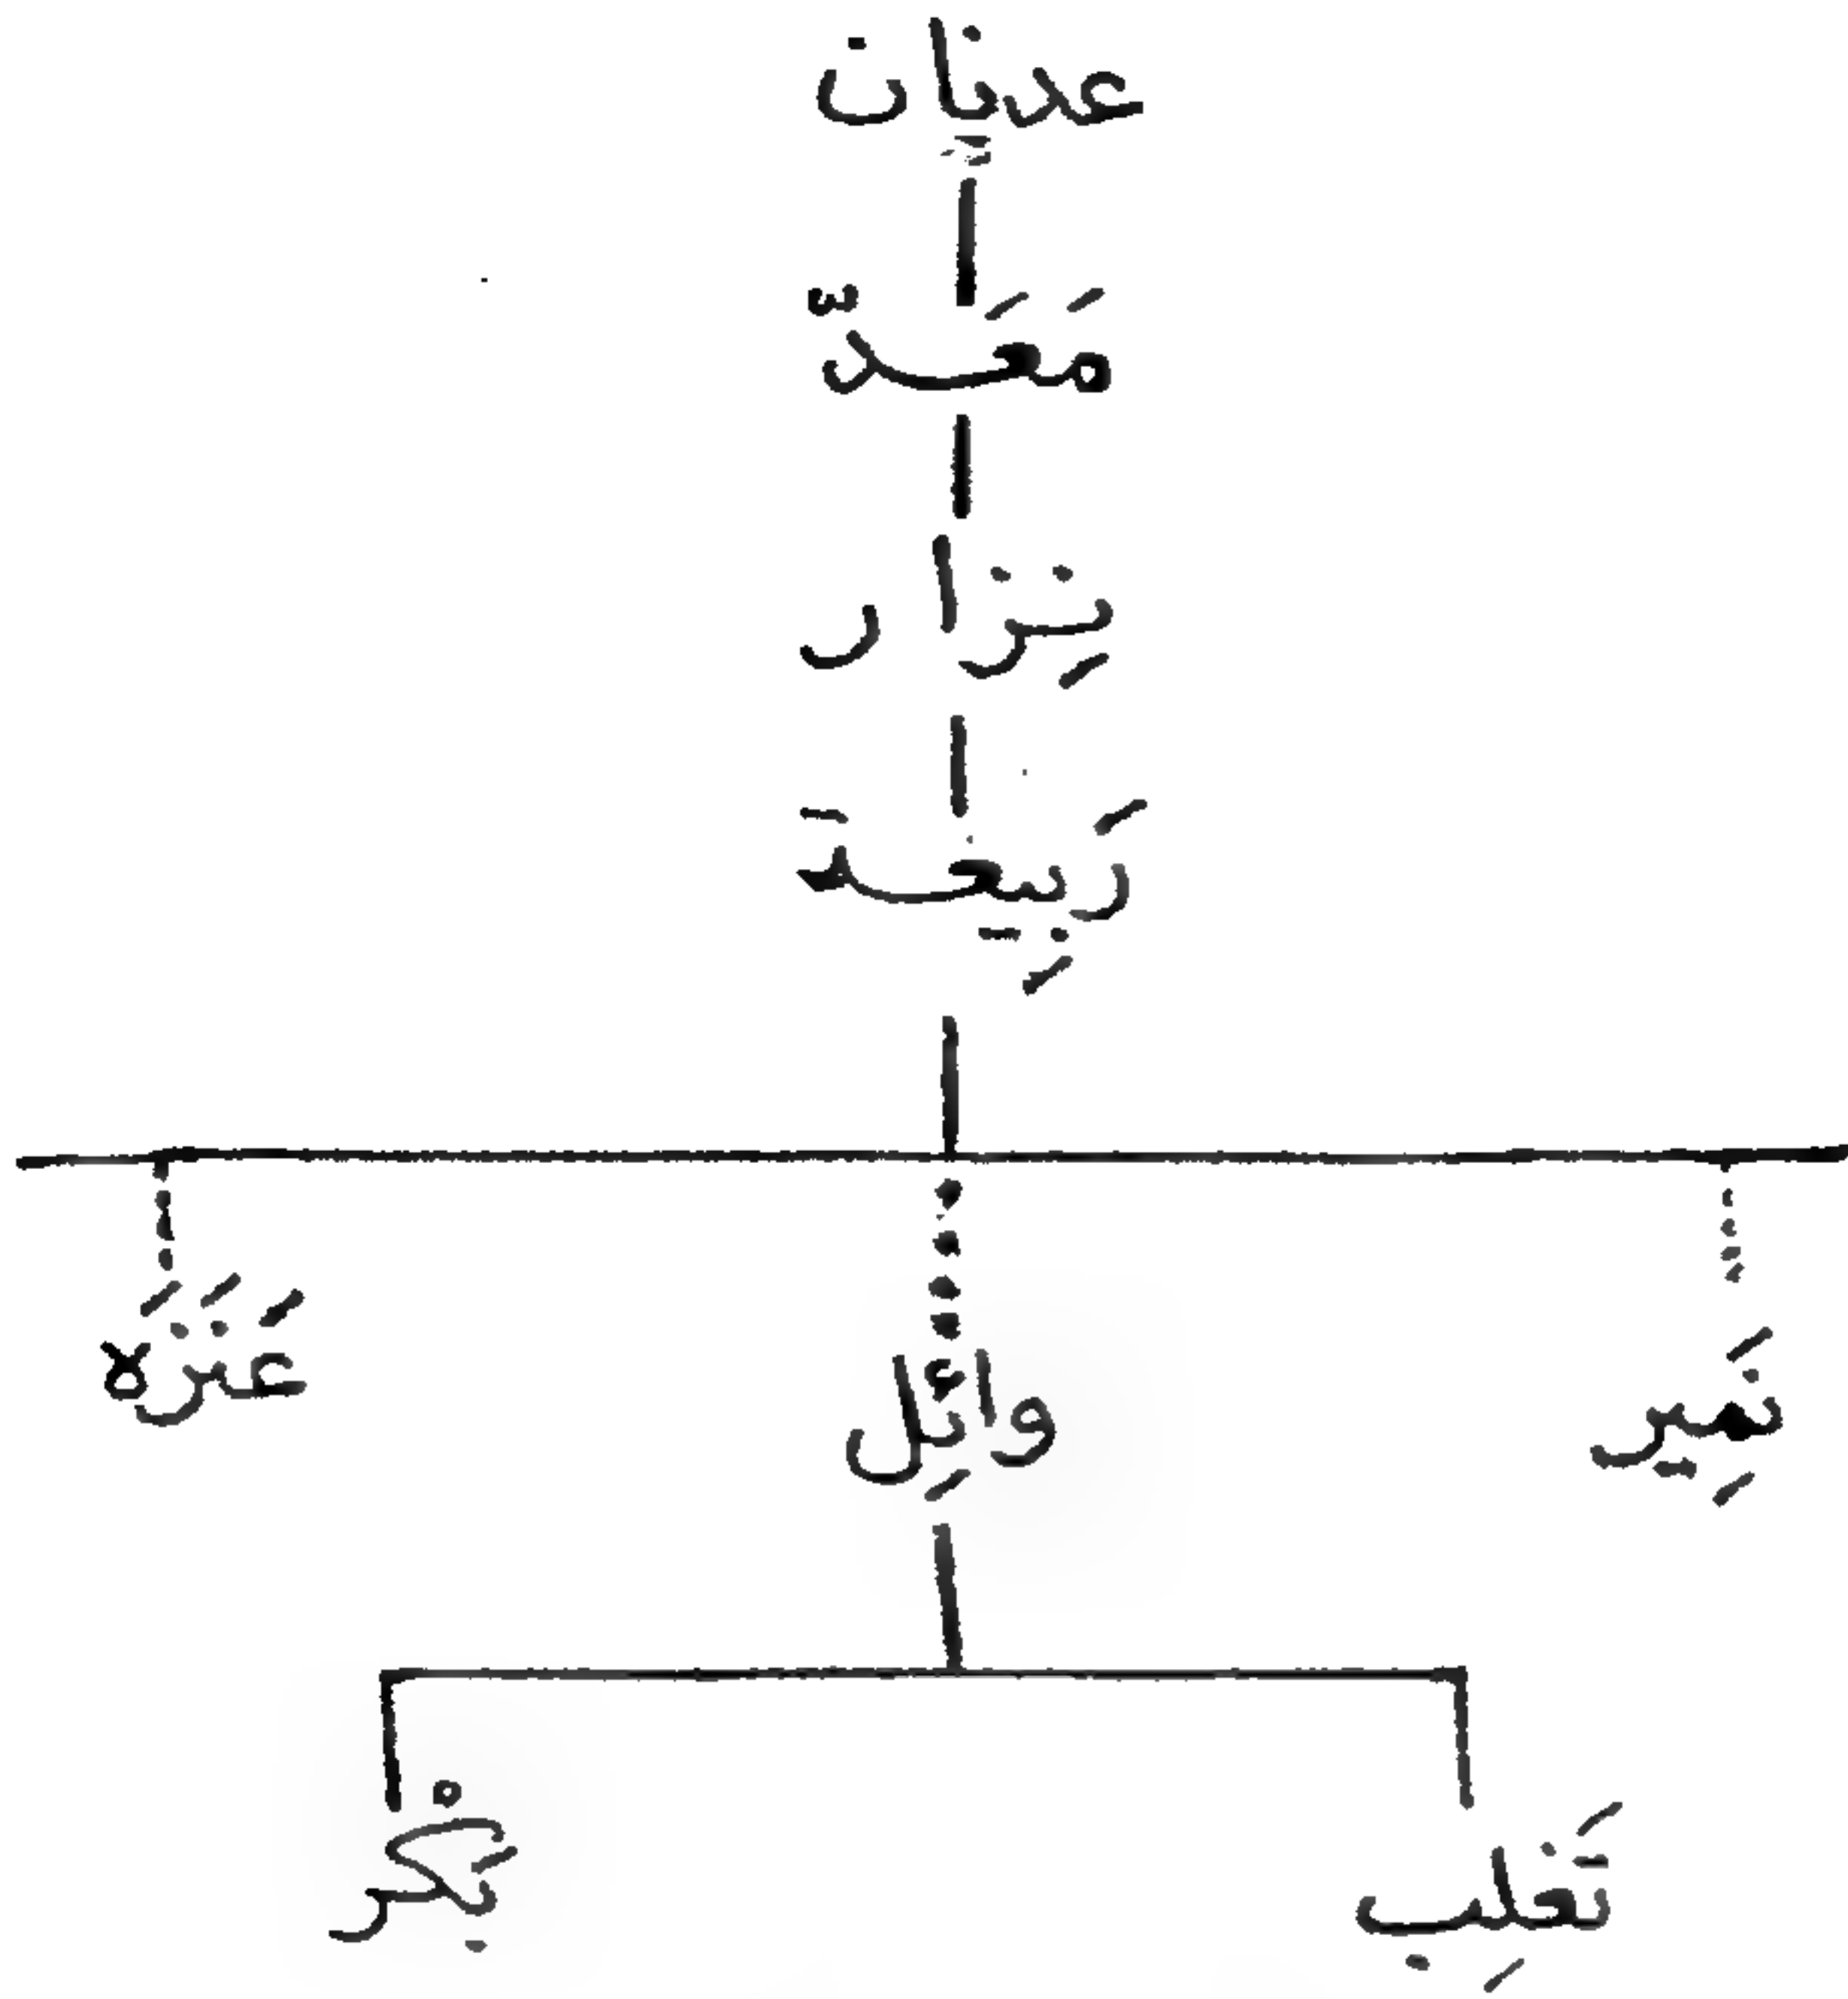 عدنان
مَعَدّ
نِزار
رَبِيعة
نَمِير
وائِل
عَنَزَة
تَغلِب
بَكْر